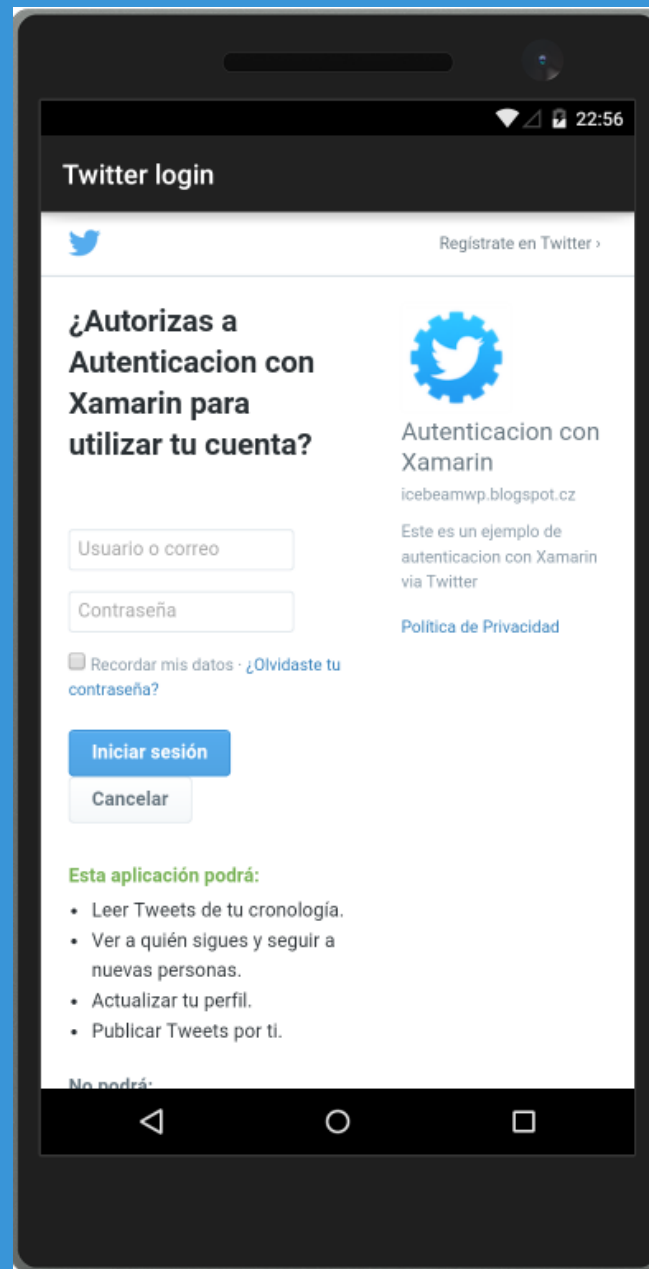 22:56
Twitter login
Regístrate en Twitter ›
¿Autorizas a
Autenticacion con
Xamarin para
utilizar tu cuenta?
Usuario o correo
Contraseña
Recordar mis datos · ¿Olvidaste tu
contraseña?
Iniciar sesión
Cancelar
Autenticacion con
Xamarin
icebeamwp.blogspot.cz
Este es un ejemplo de
autenticacion con Xamarin
via Twitter
Política de Privacidad
Esta aplicación podrá:
• Leer Tweets de tu cronología.
• Ver a quién sigues y seguir a
nuevas personas.
• Actualizar tu perfil.
• Publicar Tweets por ti.
No podrá: